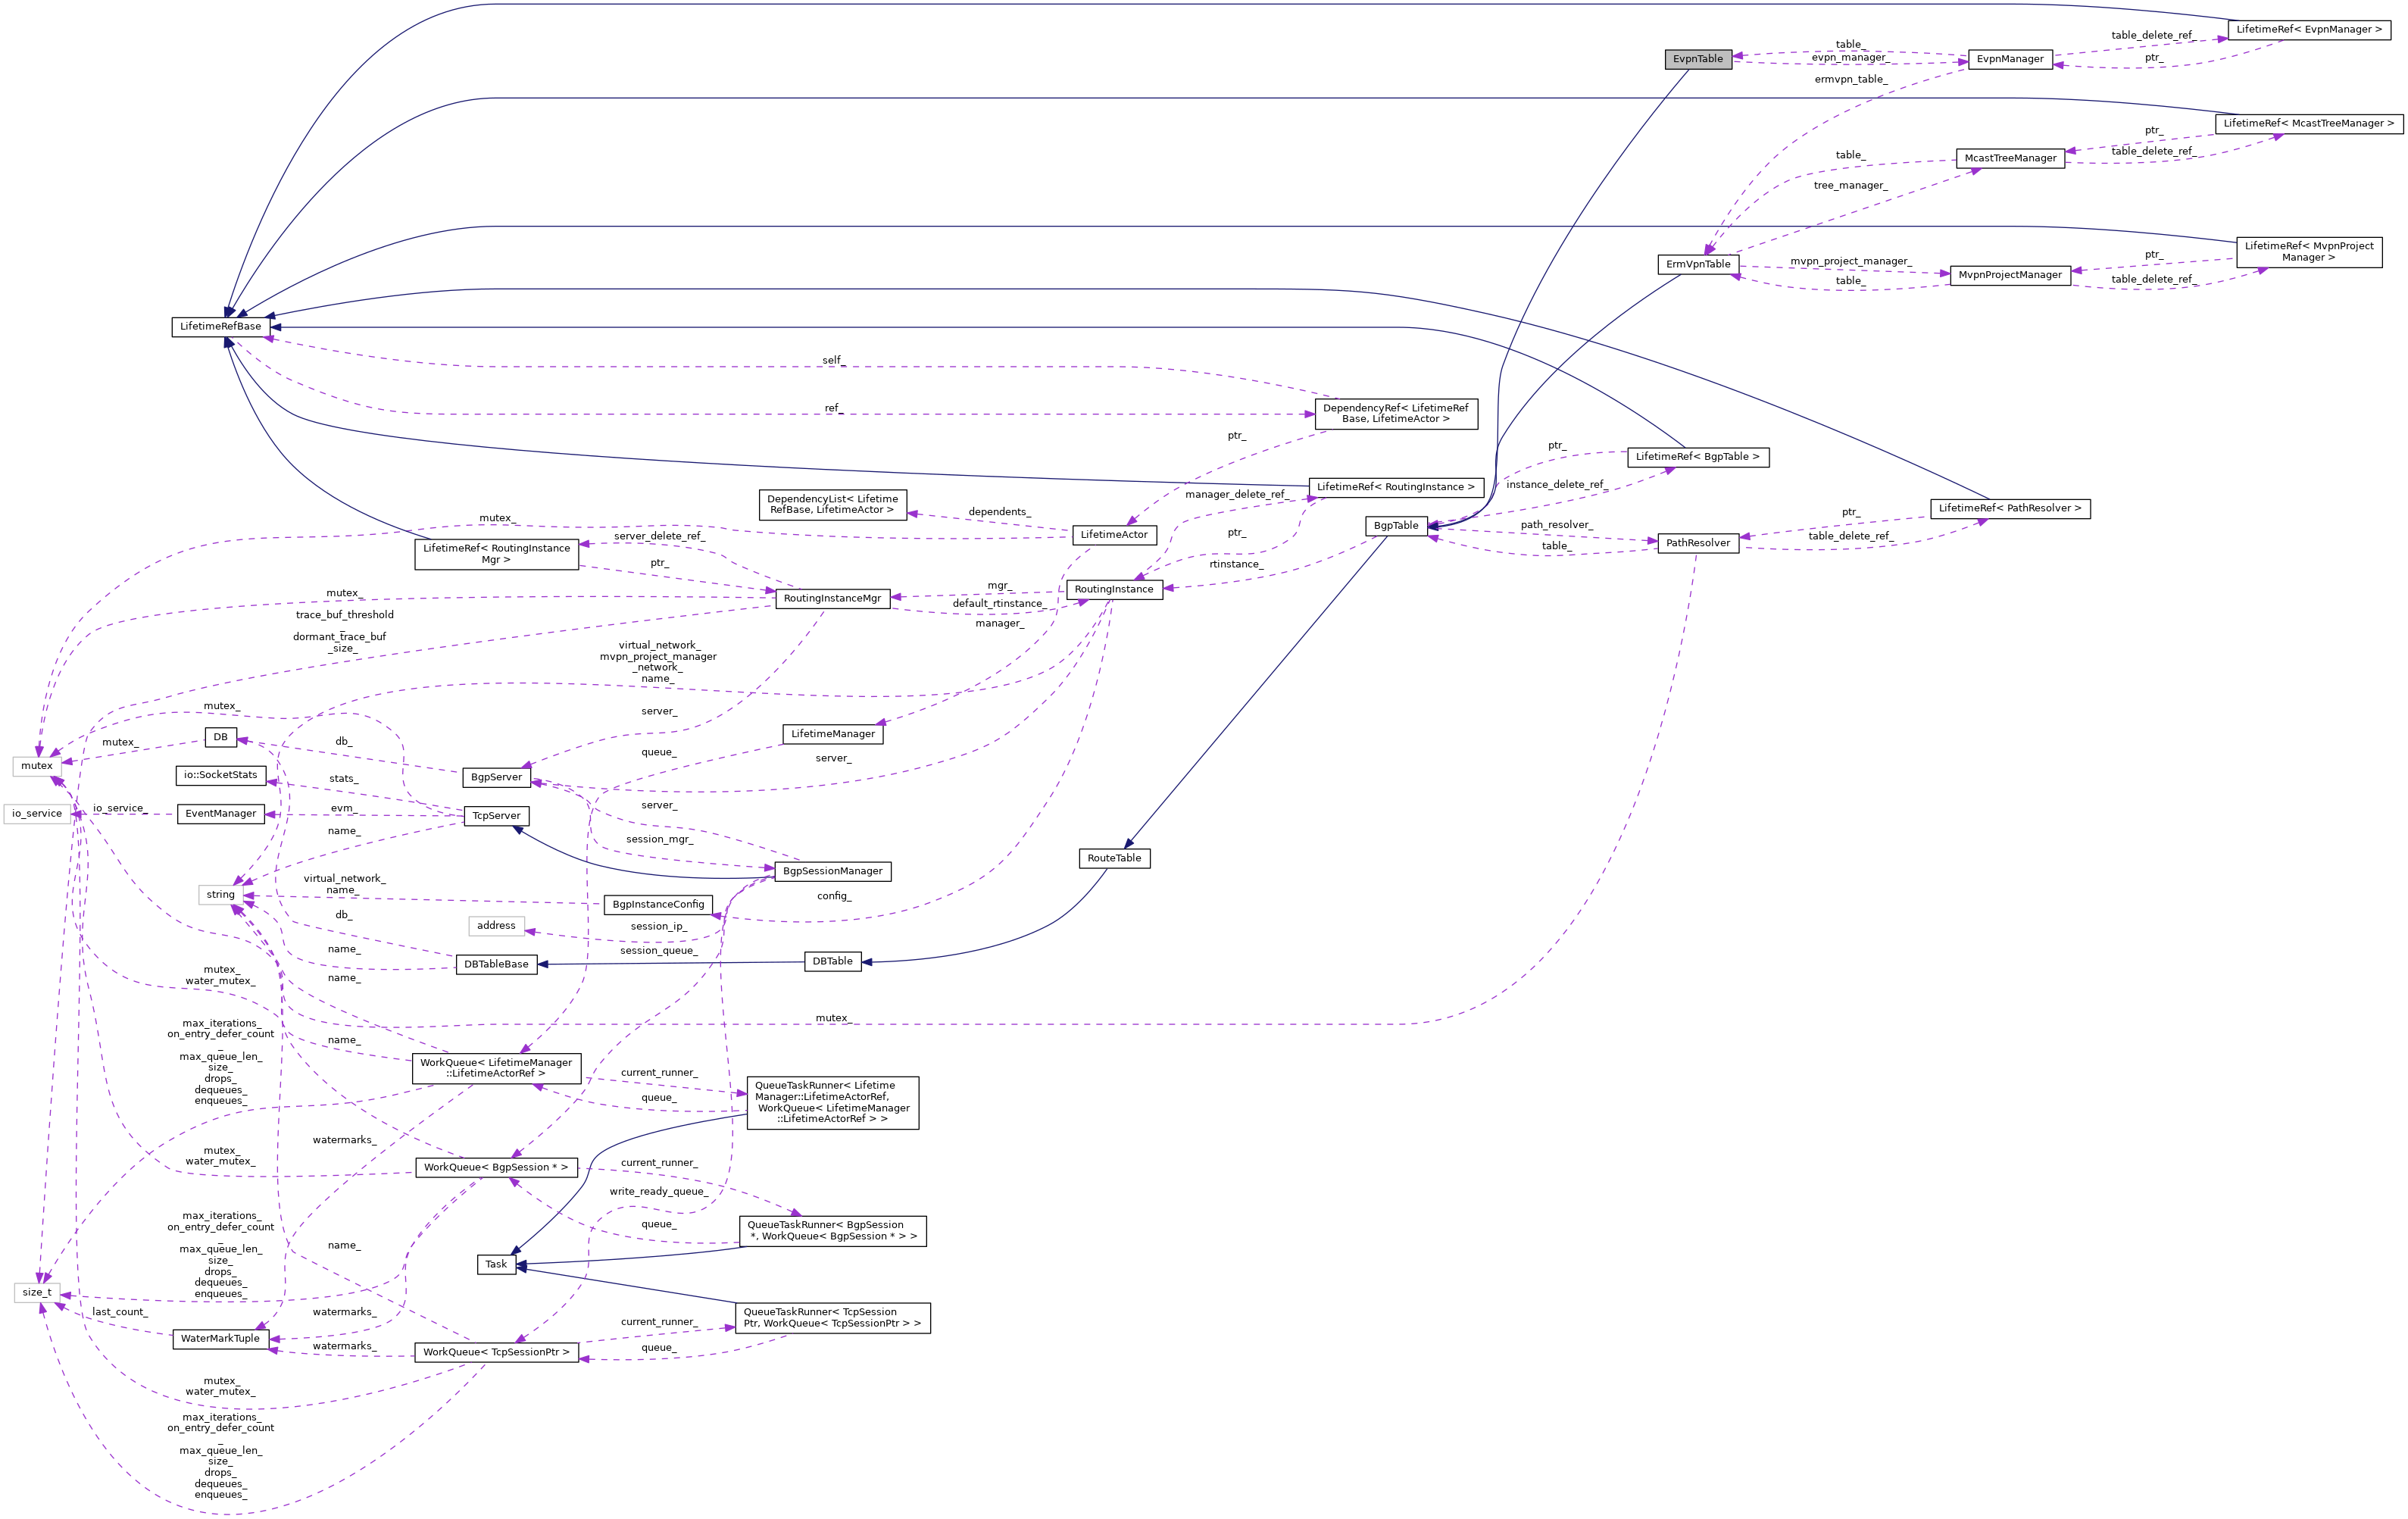 LifetimeRef< EvpnManager >
table_delete_ref_
table_
EvpnTable
EvpnManager
evpn_manager_
ptr_
ermvpn_table_
LifetimeRef< McastTreeManager >
ptr_
table_
McastTreeManager
table_delete_ref_
tree_manager_
LifetimeRef< MvpnProject
Manager >
ptr_
mvpn_project_manager_
ErmVpnTable
MvpnProjectManager
table_
table_delete_ref_
LifetimeRefBase
self_
ref_
DependencyRef< LifetimeRef
Base, LifetimeActor >
ptr_
ptr_
LifetimeRef< BgpTable >
instance_delete_ref_
LifetimeRef< RoutingInstance >
manager_delete_ref_
DependencyList< Lifetime
RefBase, LifetimeActor >
dependents_
LifetimeRef< PathResolver >
ptr_
mutex_
LifetimeActor
BgpTable
path_resolver_
ptr_
server_delete_ref_
table_
PathResolver
table_delete_ref_
LifetimeRef< RoutingInstance
Mgr >
ptr_
rtinstance_
mgr_
RoutingInstance
mutex_
RoutingInstanceMgr
default_rtinstance_
trace_buf_threshold
_
dormant_trace_buf
_size_
manager_
virtual_network_
mvpn_project_manager
_network_
name_
mutex_
server_
DB
mutex_
db_
LifetimeManager
queue_
server_
mutex
io::SocketStats
stats_
BgpServer
io_service
io_service_
EventManager
evm_
TcpServer
server_
name_
session_mgr_
RouteTable
BgpSessionManager
string
virtual_network_
name_
BgpInstanceConfig
config_
db_
address
session_ip_
name_
session_queue_
DBTableBase
DBTable
mutex_
water_mutex_
name_
mutex_
max_iterations_
on_entry_defer_count
_
max_queue_len_
size_
drops_
dequeues_
enqueues_
name_
WorkQueue< LifetimeManager
::LifetimeActorRef >
current_runner_
queue_
QueueTaskRunner< Lifetime
Manager::LifetimeActorRef,
WorkQueue< LifetimeManager
::LifetimeActorRef > >
watermarks_
mutex_
water_mutex_
WorkQueue< BgpSession * >
current_runner_
write_ready_queue_
queue_
QueueTaskRunner< BgpSession
*, WorkQueue< BgpSession * > >
max_iterations_
on_entry_defer_count
_
max_queue_len_
size_
drops_
dequeues_
enqueues_
name_
Task
size_t
last_count_
watermarks_
WaterMarkTuple
watermarks_
WorkQueue< TcpSessionPtr >
current_runner_
queue_
QueueTaskRunner< TcpSession
Ptr, WorkQueue< TcpSessionPtr > >
mutex_
water_mutex_
max_iterations_
on_entry_defer_count
_
max_queue_len_
size_
drops_
dequeues_
enqueues_